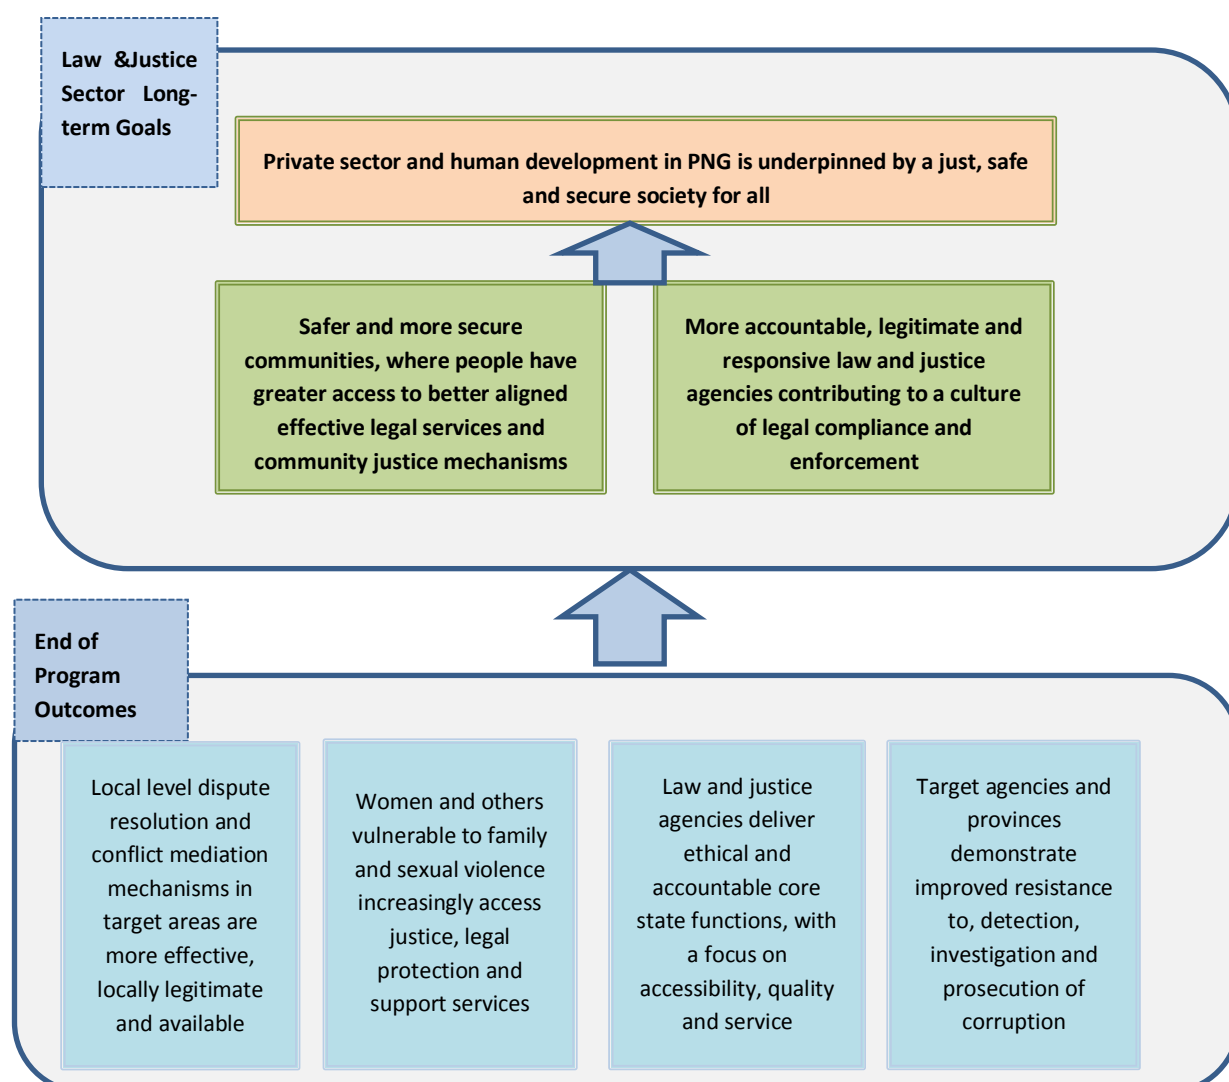 Law &Justice
Sector Long-
term Goals
Private sector and human development in PNG is underpinned by a just, safe
and secure society for all
Safer and more secure
communities, where people have
greater access to better aligned
effective legal services and
community justice mechanisms
More accountable, legitimate and
responsive law and justice
agencies contributing to a culture
of legal compliance and
enforcement
End of
Program
Outcomes
Local level dispute
resolution and
conflict mediation
mechanisms in
target areas are
more effective,
locally legitimate
and available
Women and others
vulnerable to family
and sexual violence
increasingly access
justice, legal
protection and
support services
Law and justice
agencies deliver
ethical and
accountable core
state functions, with
a focus on
accessibility, quality
and service
Target agencies and
provinces
demonstrate
improved resistance
to, detection,
investigation and
prosecution of
corruption